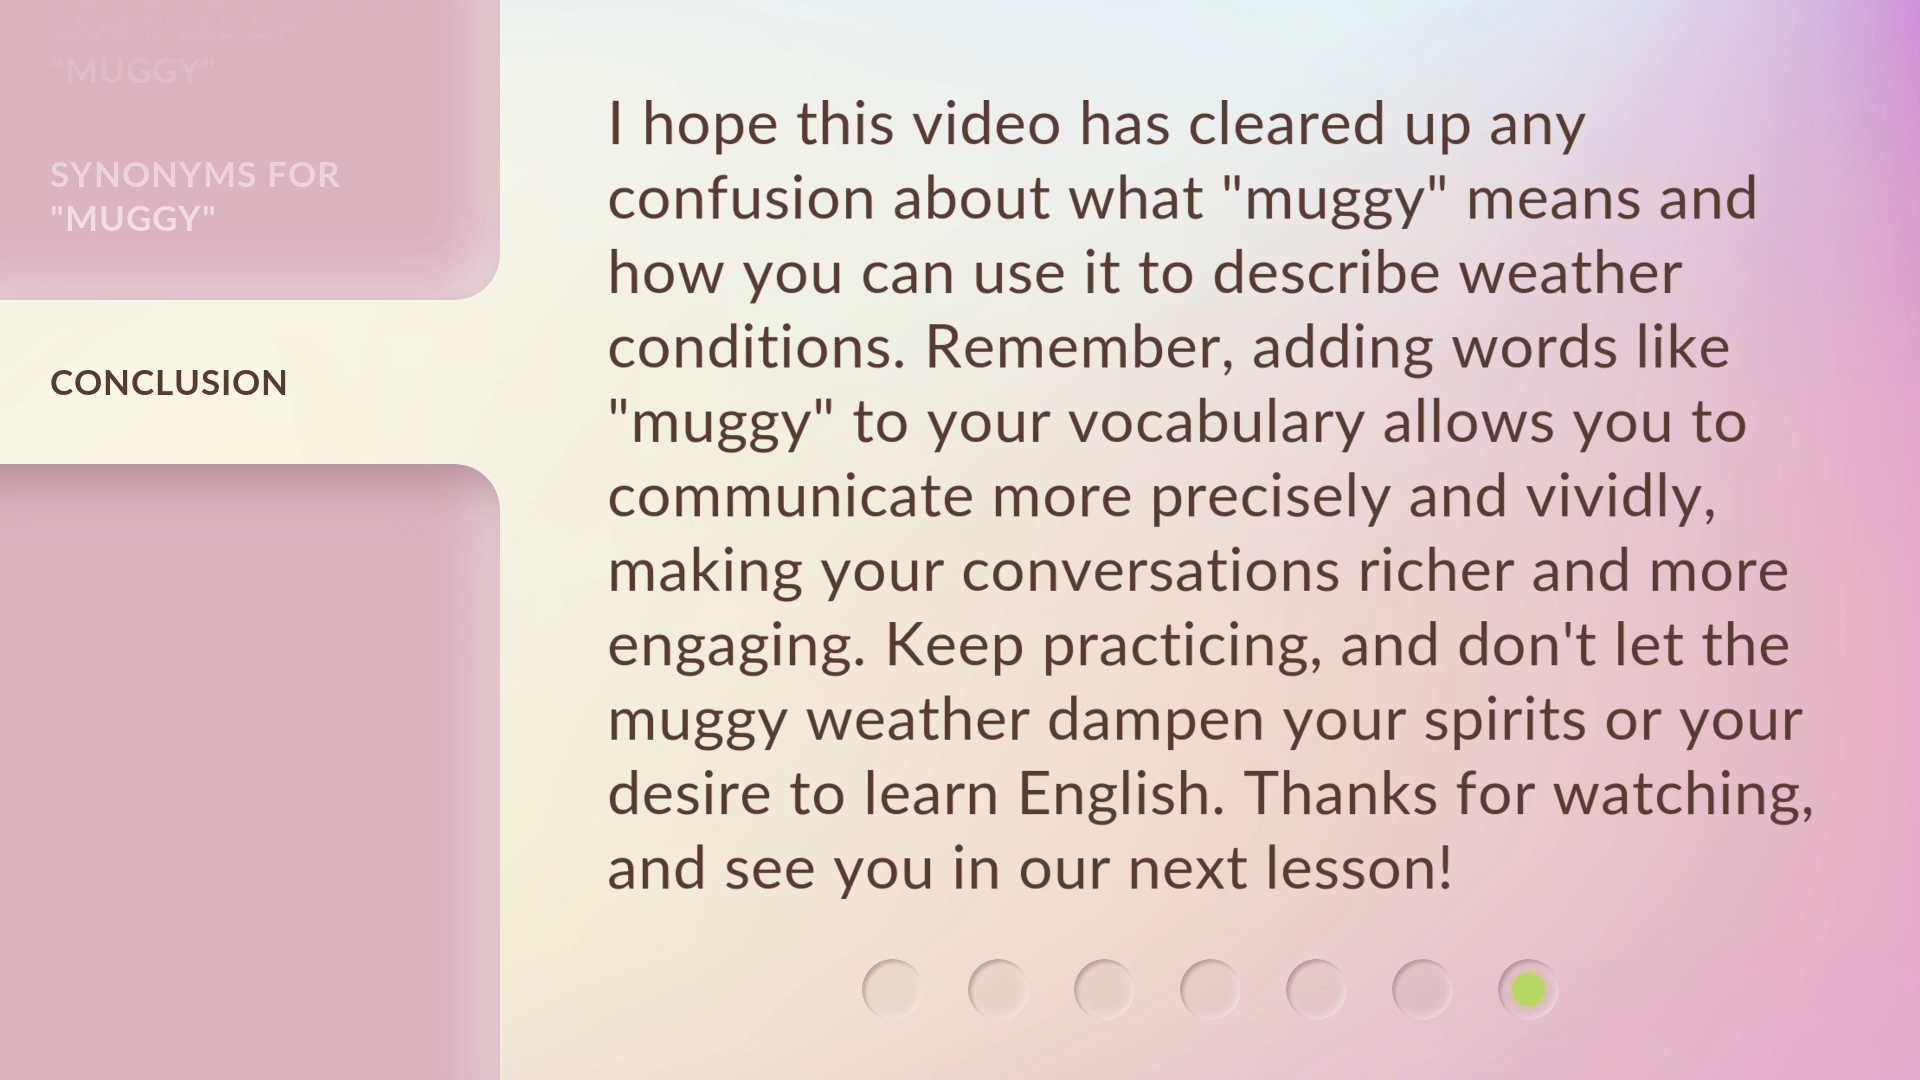 EXAMPLES OF
"MUGGY"
SYNONYMS FOR
"MUGGY"
CONCLUSION
I hope this video has cleared up any
confusion about what "muggy" means and
how you can use it to describe weather
conditions. Remember, adding words like
"muggy" to your vocabulary allows you to
communicate more precisely and vividly,
making your conversations richer and more
engaging. Keep practicing, and don't let the
muggy weather dampen your spirits or your
desire to learn English. Thanks for watching,
and see you in our next lesson!